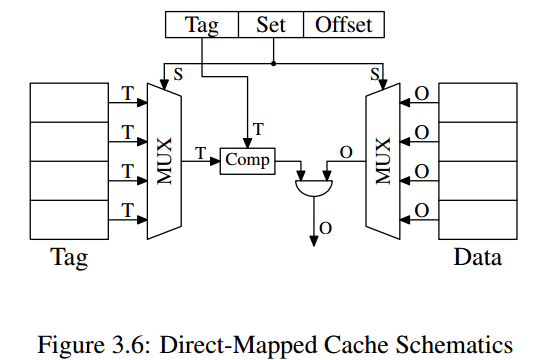 Tag Set Offset
S S
T O
T
T O
MUX T Comp O MUX
T O
T O
O
Tag Data
Figure 3.6: Direct-Mapped Cache Schematics